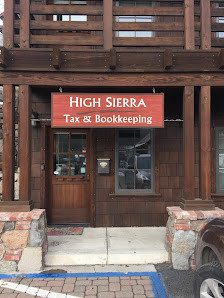 HIGH SIERRA
Tax & Bookkeeping